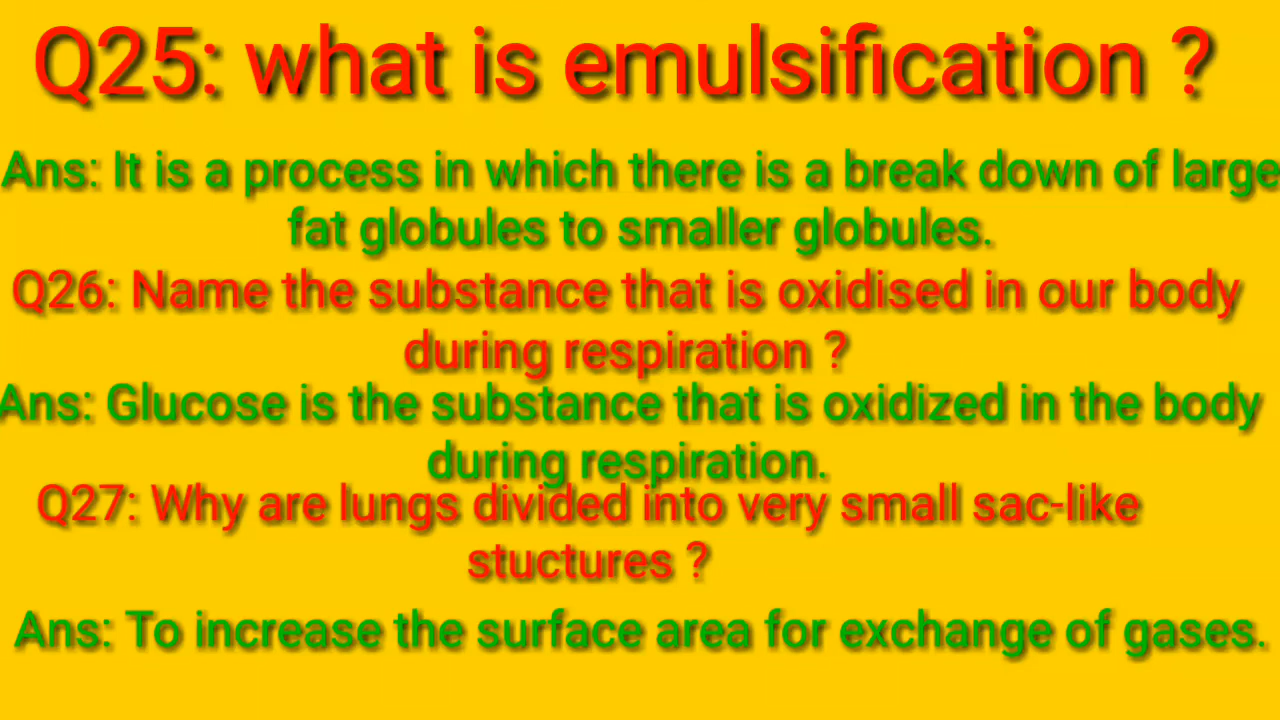 Q25: what is emulsification ?
Ans: It is a process in which there is a break down of large
fat globules to smaller globules.
Q26: Name the substance that is oxidised in our body
during respiration ?
Ans: Glucose is the substance that is oxidized in the body
during respiration.
Q27: Why are lungs divided into very small sac-like
stuctures ?
Ans: To increase the surface area for exchange of gases.